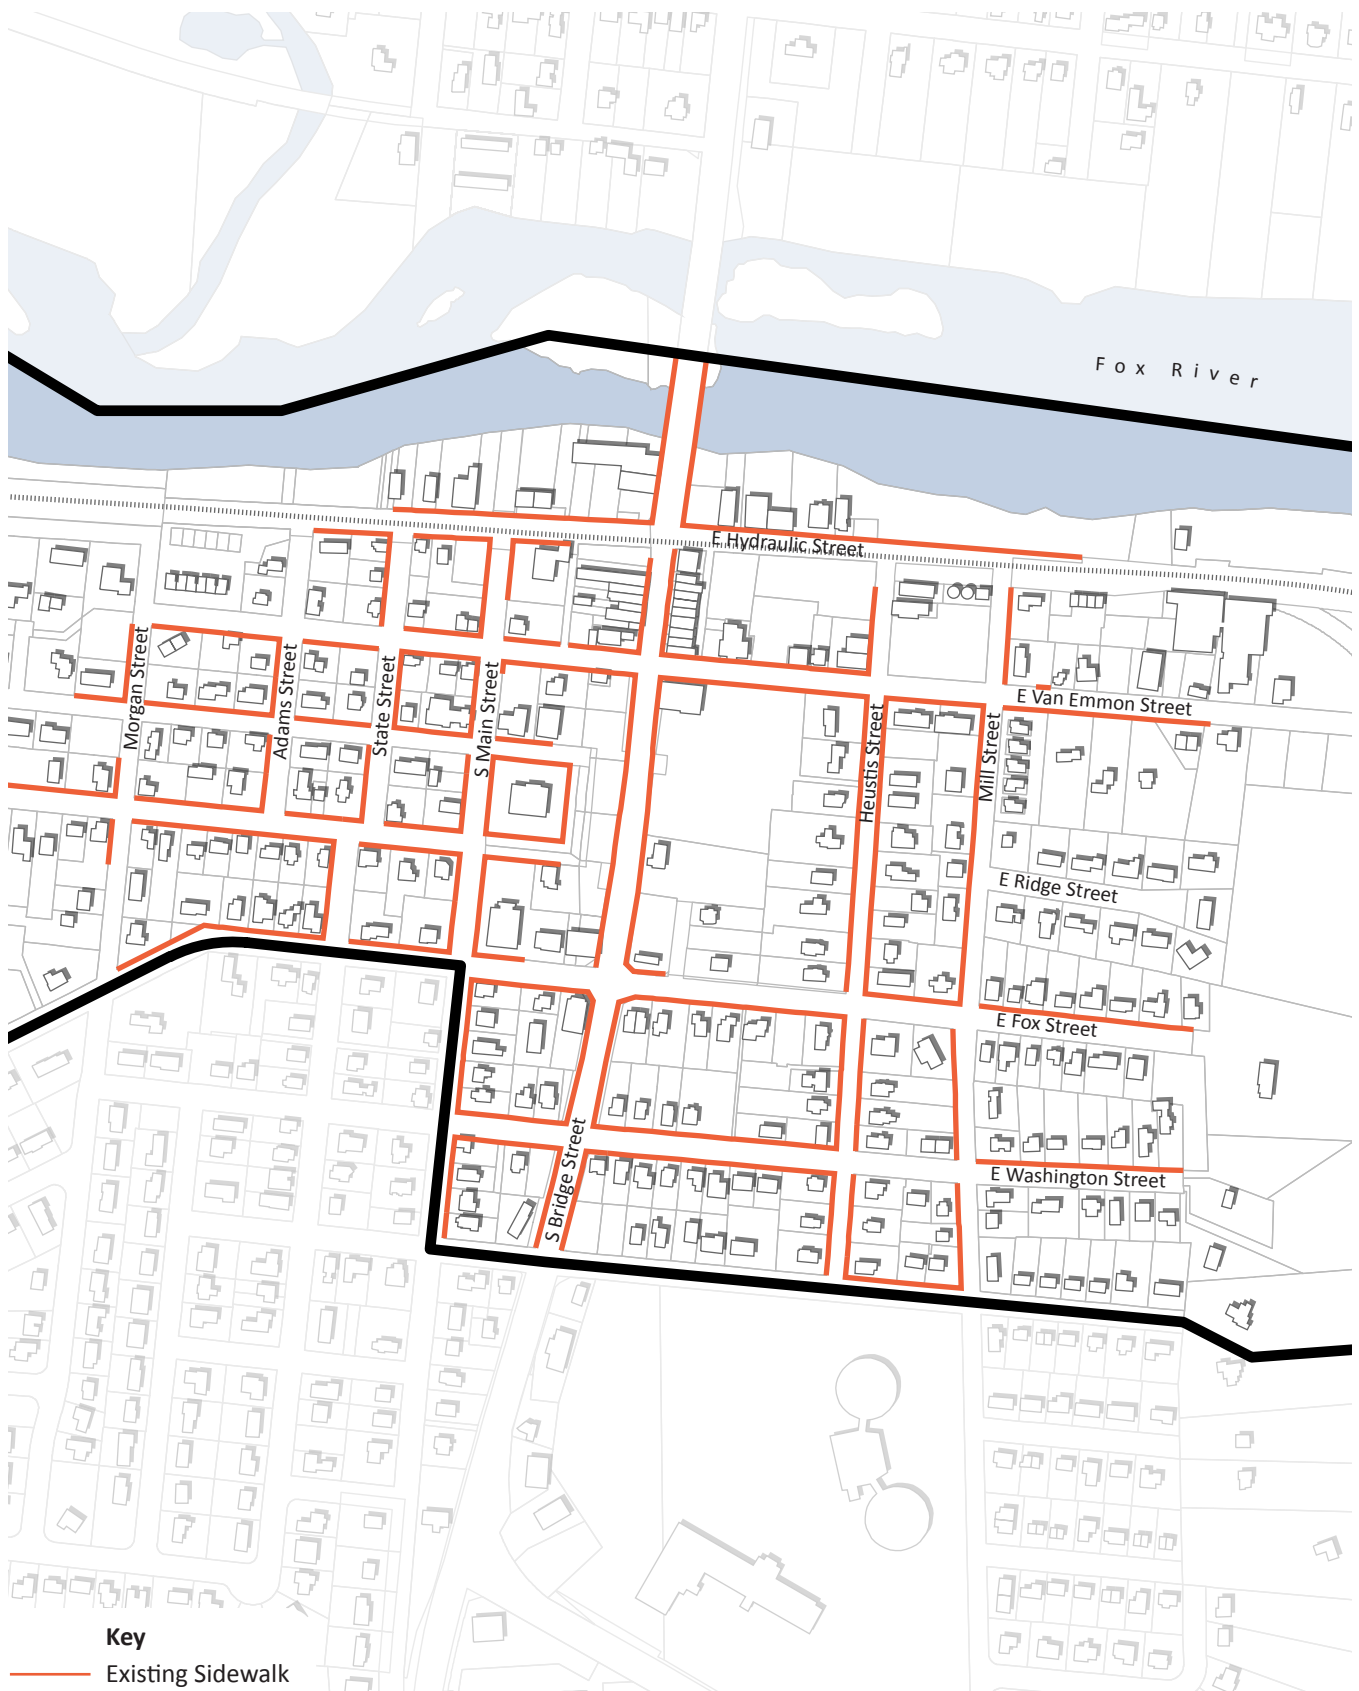 Fox River
E Hydraulic Street
Morgan Street
Adams Street
State Street
S Main Street
E Van Emmon Street
Heustis Street
Mill Street
E Ridge Street
E Fox Street
S Bridge Street
E Washington Street
Key
Existing Sidewalk